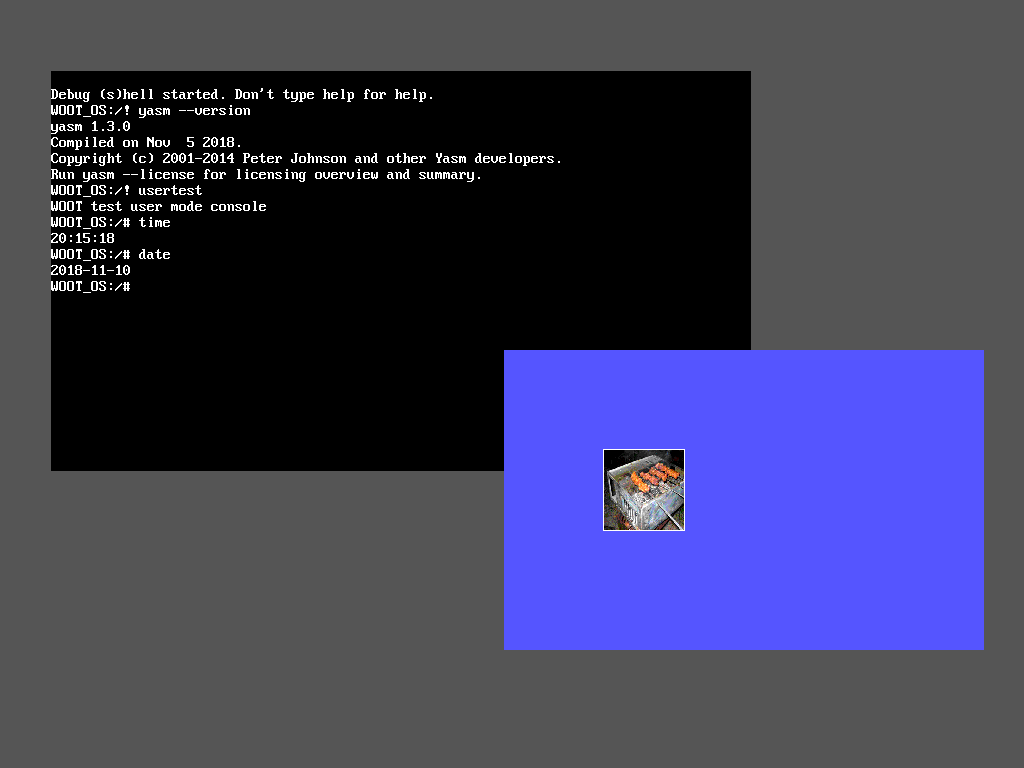 Debug (s)hell started. Don't type help for help.
WOOT_OS:/! yasm --version
yasm 1.3.0
Compiled on Nov  5 2018.
Copyright (c) 2001-2014 Peter Johnson and other Yasm developers.
Run yasm --license for licensing overview and summary.
WOOT_OS:/! usertest
WOOT test user mode console
WOOT_OS:/# time
20:15:18
WOOT_OS:/# date
2018-11-10
WOOT_OS:/#